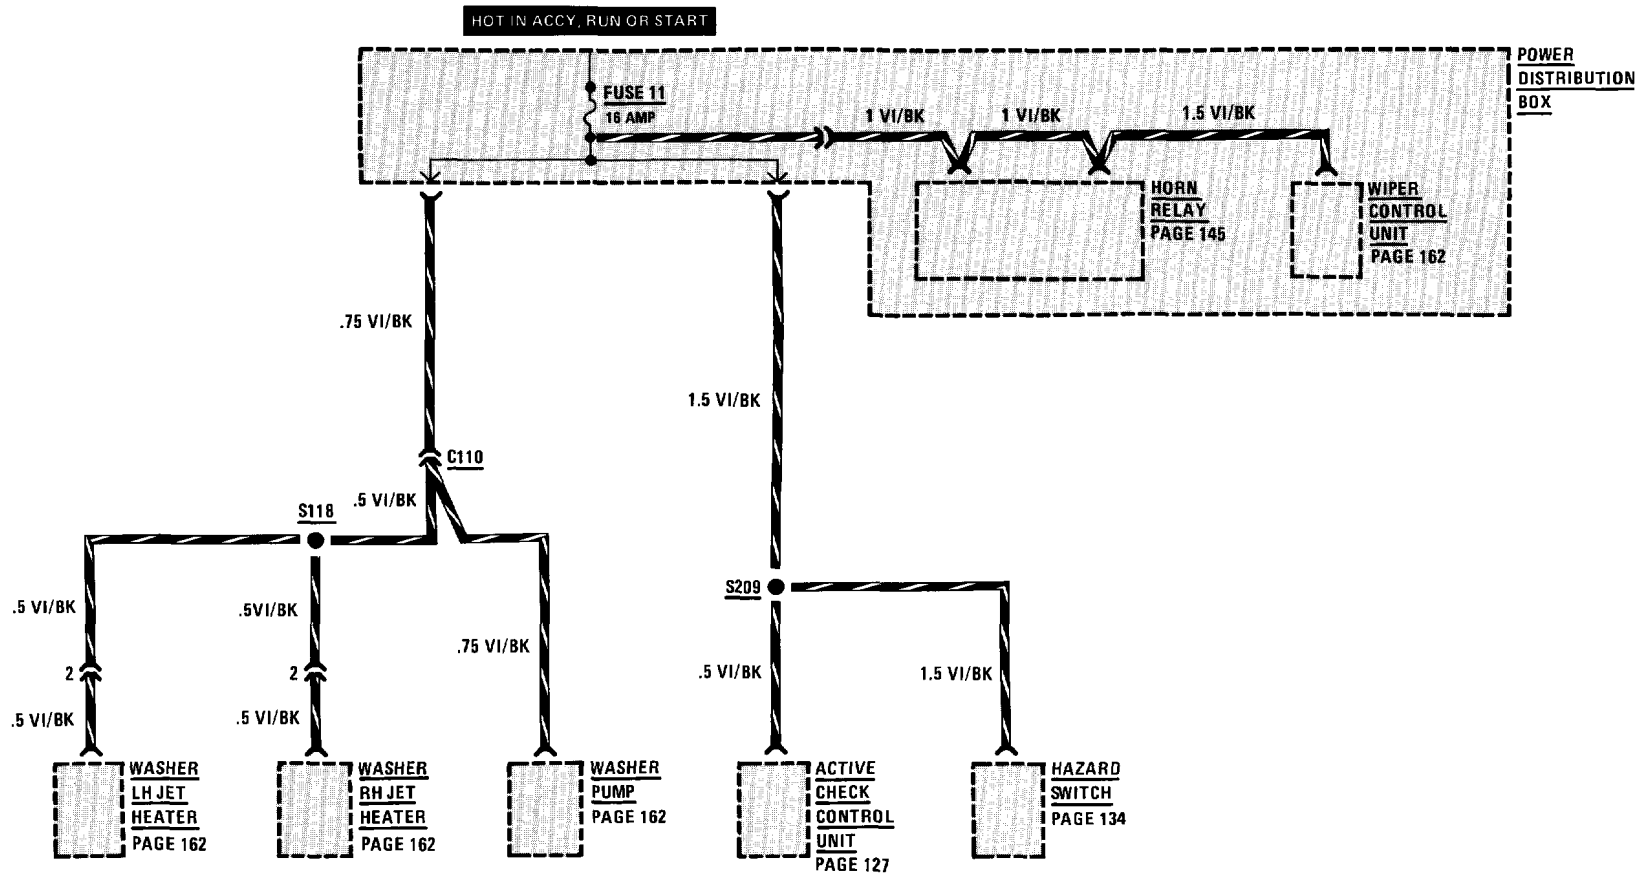 HOT IN ACCY, RUN OR START
POWER
DISTRIBUTION
BOX
FUSE 11
16 AMP
1 VI/BK
1 VI/BK
1.5 VI/BK
HORN
RELAY
PAGE 145
WIPER
CONTROL
UNIT
PAGE 162
.75 VI/BK
1.5 VI/BK
C110
.5 VI/BK
S118
S209
.5 VI/BK
.5VI/BK
.75 VI/BK
.5 VI/BK
1.5 VI/BK
2
2
.5 VI/BK
.5 VI/BK
WASHER
LH JET
HEATER
PAGE 162
WASHER
RH JET
HEATER
PAGE 162
WASHER
PUMP
PAGE 162
ACTIVE
CHECK
CONTROL
UNIT
PAGE 127
HAZARD
SWITCH
PAGE 134